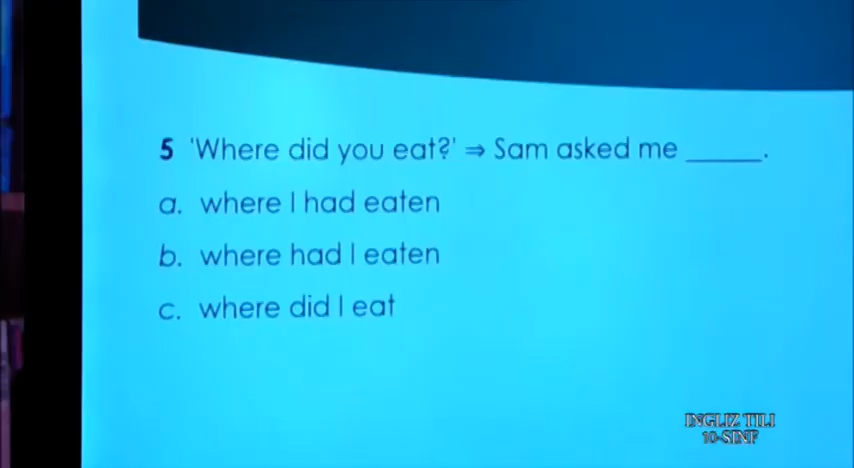 5 'Where did you eat?' ⇒ Sam asked me ______.
a. where I had eaten
b. where had I eaten
c. where did I eat
INGLIZ TILI
10-SINF